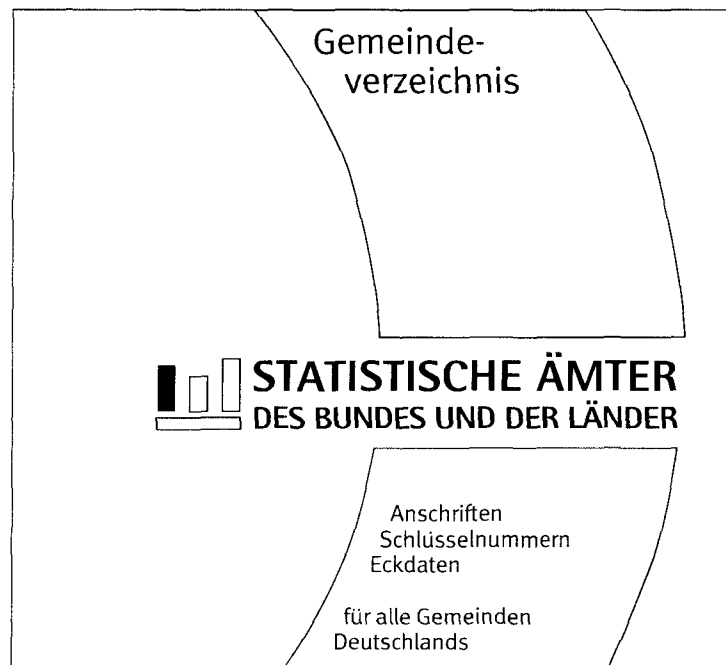 Gemeinde-
verzeichnis
STATISTISCHE ÄMTER
DES BUNDES UND DER LÄNDER
Anschriften
Schlüsselnummern
Eckdaten
für alle Gemeinden
Deutschlands